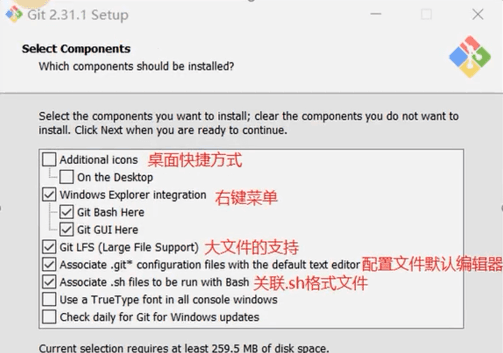 Git 2.31.1 Setup
Select Components
Which components should be installed?
Select the components you want to install; clear the components you do not want to
install. Click Next when you are ready to continue.
Additional icons 桌面快捷方式
On the Desktop
Windows Explorer integration 右键菜单
Git Bash Here
Git GUI Here
Git LFS (Large File Support) 大文件的支持
Associate .git* configuration files with the default text editor 配置文件默认编辑器
Associate .sh files to be run with Bash 关联.sh格式文件
Use a TrueType font in all console windows
Check daily for Git for Windows updates
Current selection requires at least 259.5 MB of disk space.